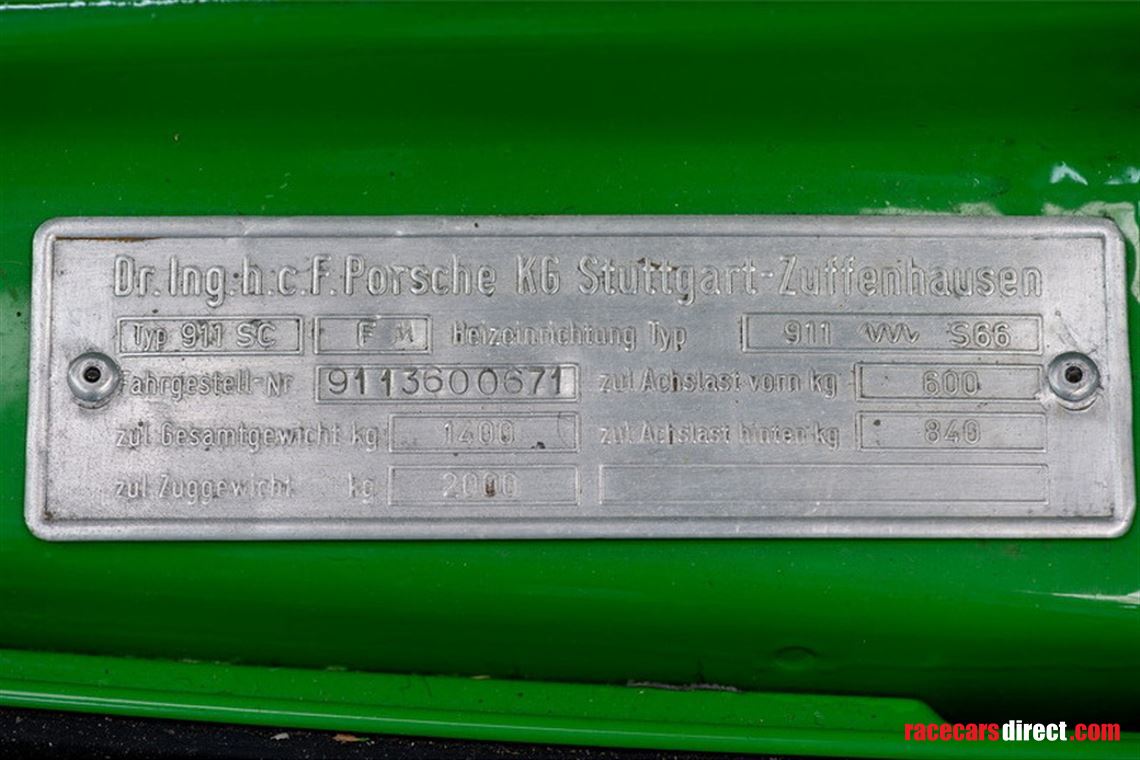 Dr. Ing. h.c. F. Porsche KG Stuttgart-Zuffenhausen
Typ 911 SC F M Heizeinrichtung Typ 911 S66
Fahrgestell-Nr 9113600671 zul Achslast vorn kg 600
zul Gesamtgewicht kg 1400 zul Achslast hinten kg 840
zul Zuggewicht kg 2000
racecarsdirect.com